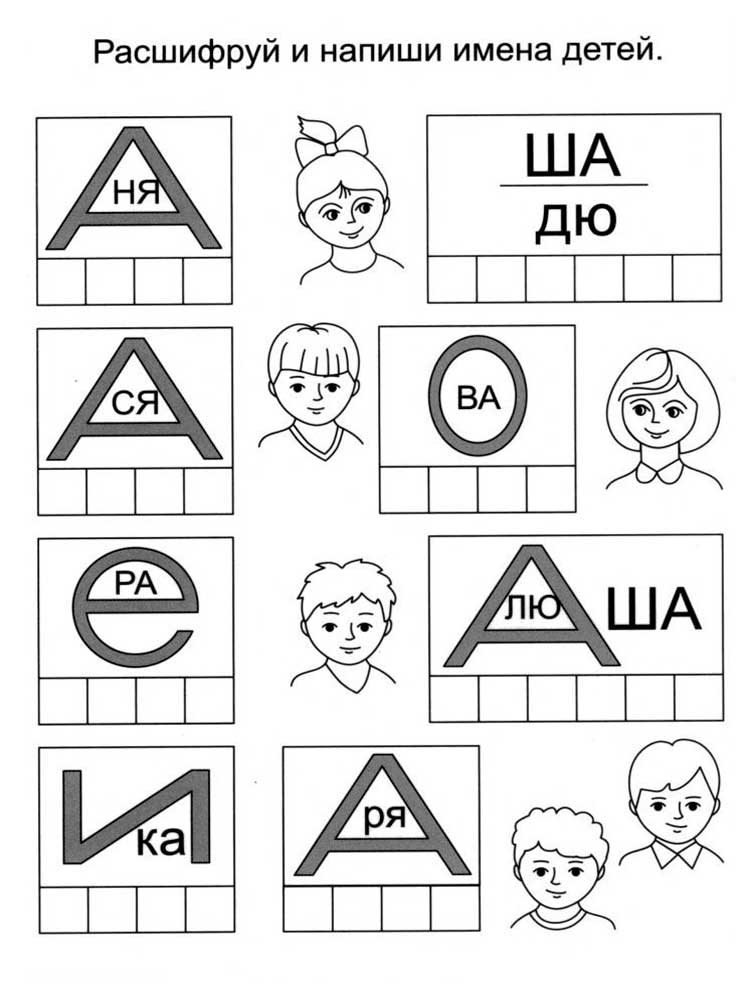 Расшифруй и напиши имена детей.
А НЯ
ША
ДЮ
А СЯ
О ВА
е РА
А ЛЮ ША
И ка
А ря